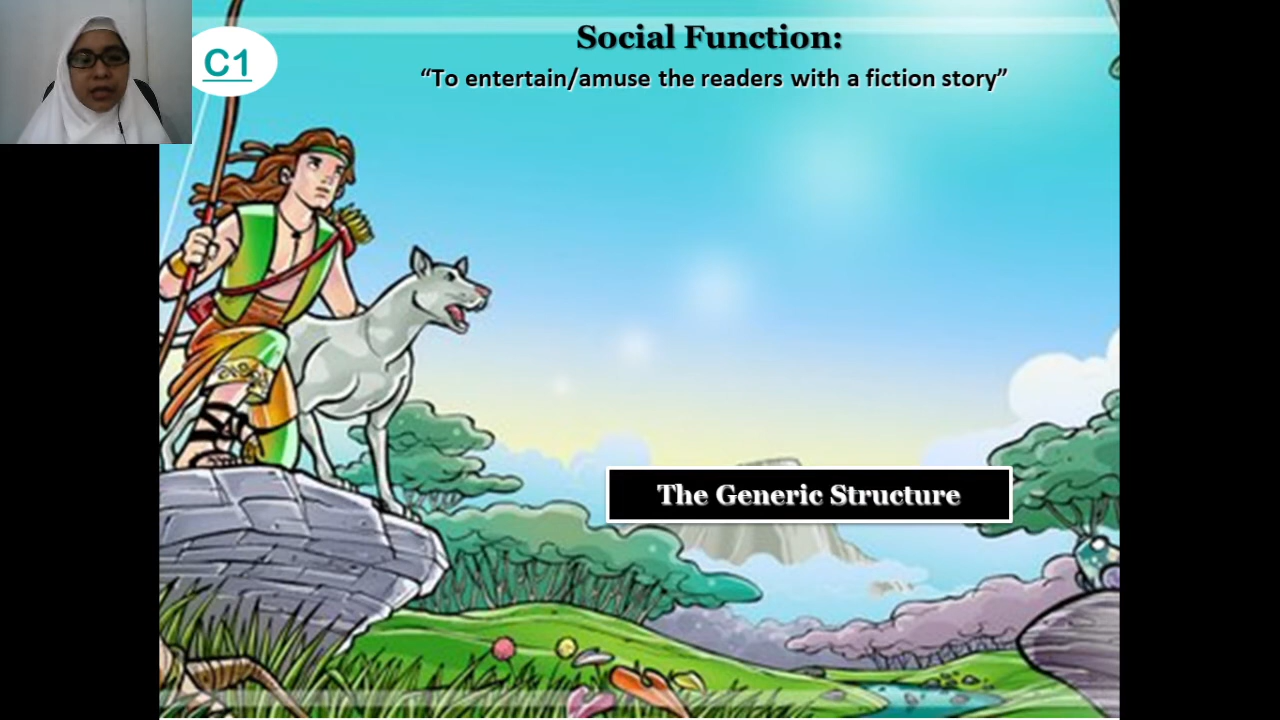 C1
Social Function:
“To entertain/amuse the readers with a fiction story”
The Generic Structure